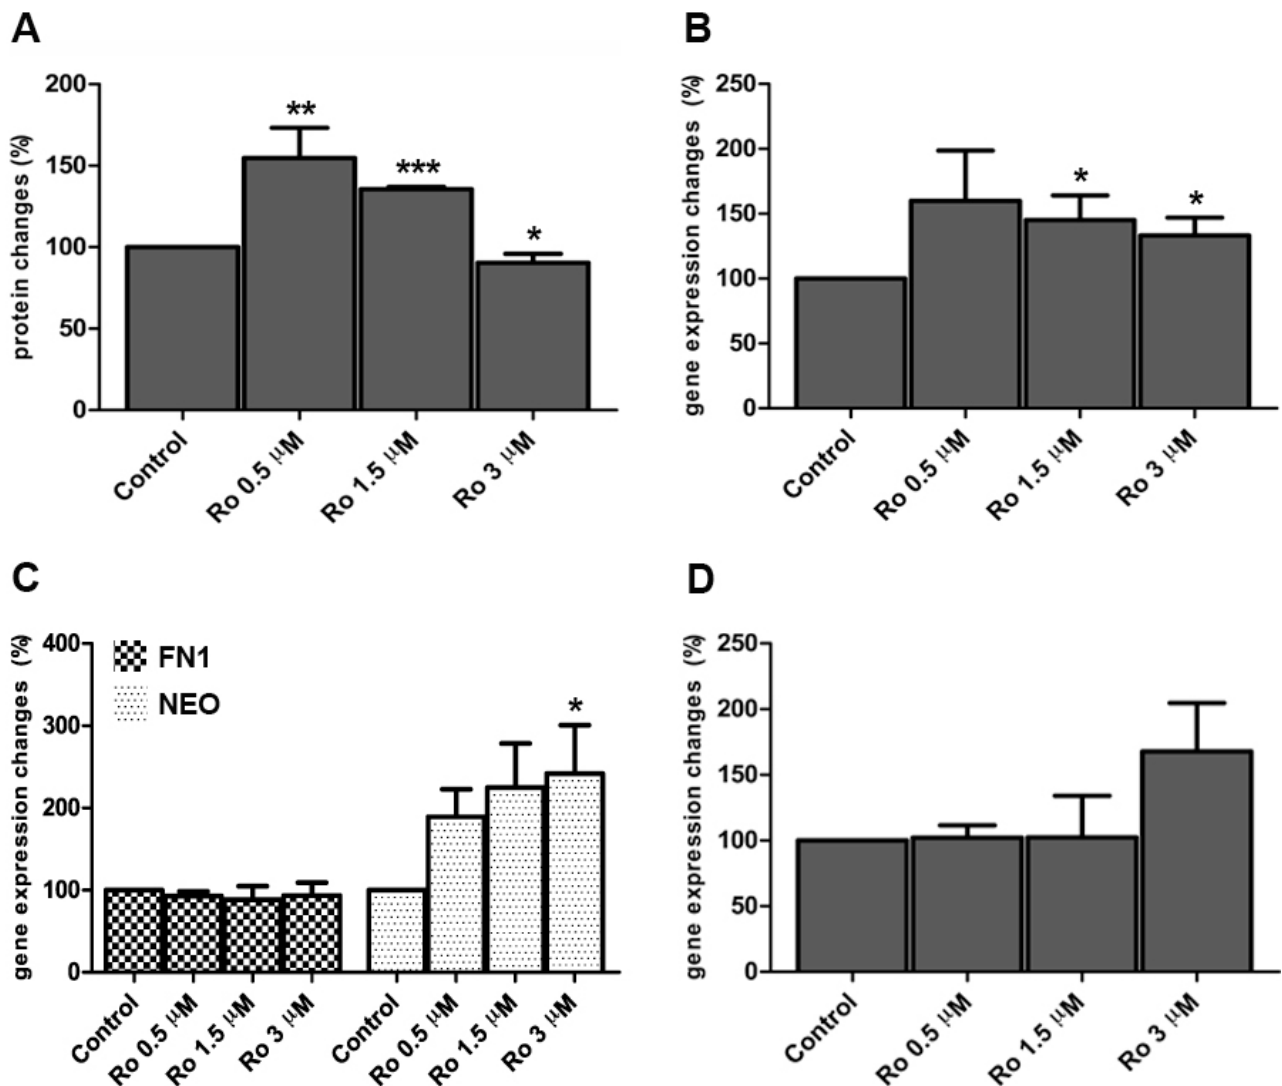 A
protein changes (%)
200
150
100
50
0
**
***
*
Control
Ro 0.5 μM
Ro 1.5 μM
Ro 3 μM
B
gene expression changes (%)
250
200
150
100
50
0
*
*
Control
Ro 0.5 μM
Ro 1.5 μM
Ro 3 μM
C
gene expression changes (%)
400
300
200
100
0
FN1
NEO
*
Control
Ro 0.5 μM
Ro 1.5 μM
Ro 3 μM
Control
Ro 0.5 μM
Ro 1.5 μM
Ro 3 μM
D
gene expression changes (%)
250
200
150
100
50
0
Control
Ro 0.5 μM
Ro 1.5 μM
Ro 3 μM